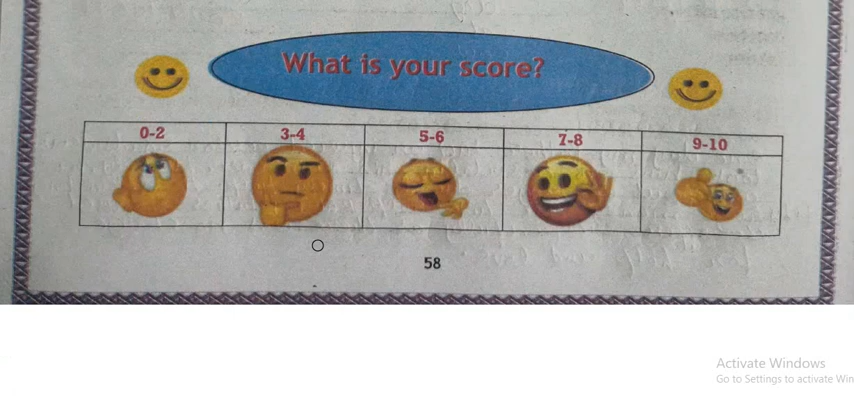 What is your score?
0-2 3-4 5-6 7-8 9-10
58
Activate Windows
Go to Settings to activate Win